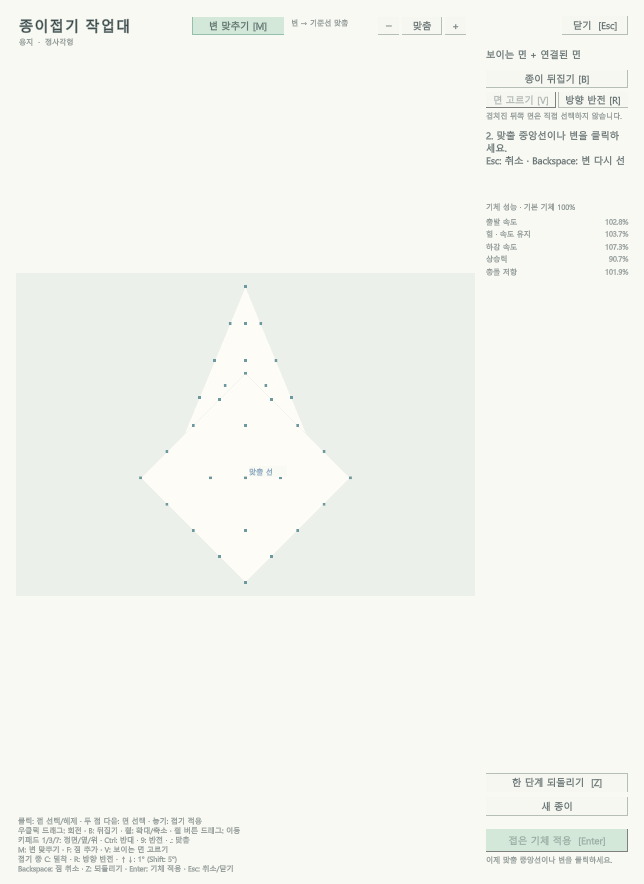 종이접기 작업대
용지 · 정사각형
변 맞추기 [M]
변 → 기준선 맞춤
− 맞춤 +
닫기 [Esc]
보이는 면 + 연결된 면
종이 뒤집기 [B]
면 고르기 [V] 방향 반전 [R]
겹쳐진 뒤쪽 면은 직접 선택하지 않습니다.
2. 맞출 중앙선이나 변을 클릭하
세요.
Esc: 취소 · Backspace: 변 다시 선
기체 성능 · 기본 기체 100%
출발 속도 102.8%
힘 · 속도 유지 103.7%
하강 속도 107.3%
상승력 90.7%
충돌 저항 101.9%
맞출 선
한 단계 되돌리기 [Z]
새 종이
접은 기체 적용 [Enter]
이제 맞출 중앙선이나 변을 클릭하세요.
클릭: 점 선택/해제 · 두 점 다음: 면 선택 · 놓기: 접기 적용
우클릭 드래그: 회전 · B: 뒤집기 · 휠: 확대/축소 · 휠 버튼 드래그: 이동
키패드 1/3/7: 정면/옆/위 · Ctrl: 반대 · 9: 반전 · .: 맞춤
M: 변 맞추기 · F: 점 추가 · V: 보이는 면 고르기
접기 중 C: 밀착 · R: 방향 반전 · ↑ ↓: 1° (Shift: 5°)
Backspace: 점 취소 · Z: 되돌리기 · Enter: 기체 적용 · Esc: 취소/닫기